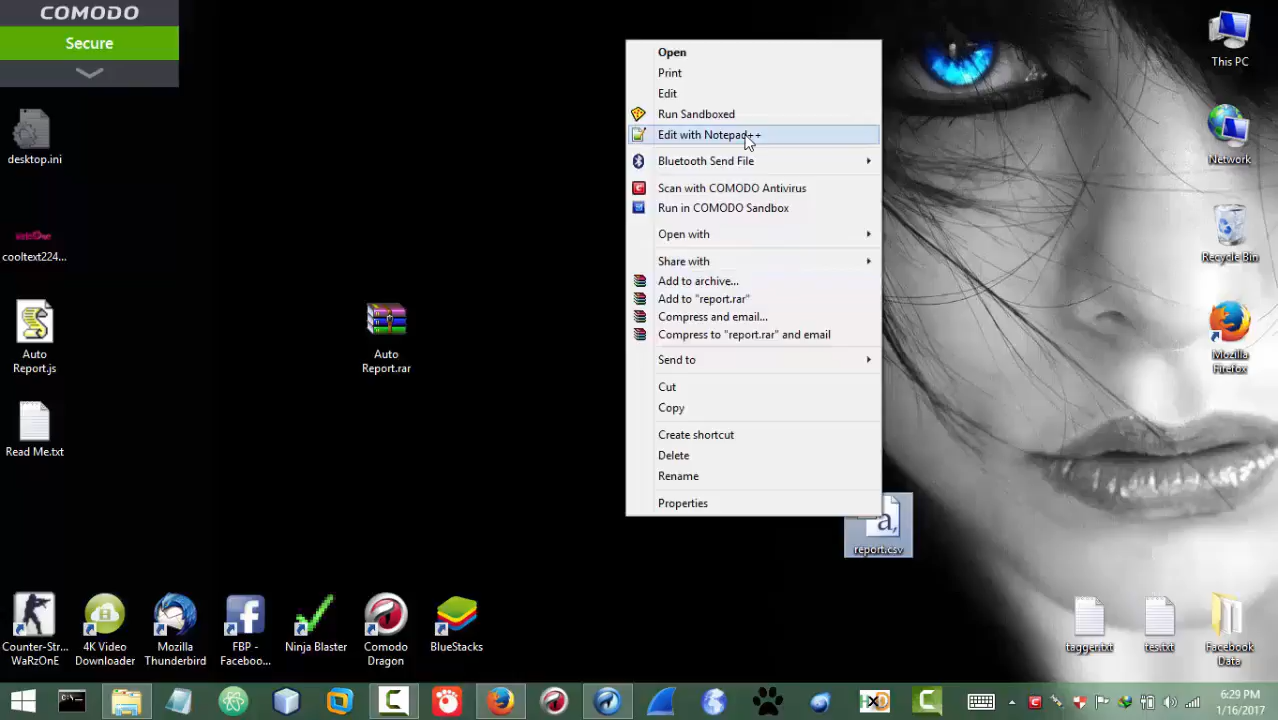 COMODO
Secure
desktop.ini
cooltext224...
Auto
Report.js
Read Me.txt
Auto
Report.rar
Open
Print
Edit
Run Sandboxed
Edit with Notepad++
Bluetooth Send File
Scan with COMODO Antivirus
Run in COMODO Sandbox
Open with
Share with
Add to archive...
Add to "report.rar"
Compress and email...
Compress to "report.rar" and email
Send to
Cut
Copy
Create shortcut
Delete
Rename
Properties
report.csv
This PC
Network
Recycle Bin
Mozilla
Firefox
Counter-Str...
WaRzOnE
4K Video
Downloader
Mozilla
Thunderbird
FBP -
Faceboo...
Ninja Blaster
Comodo
Dragon
BlueStacks
tes.txt
Facebook
Data
6:29 PM
1/16/2017